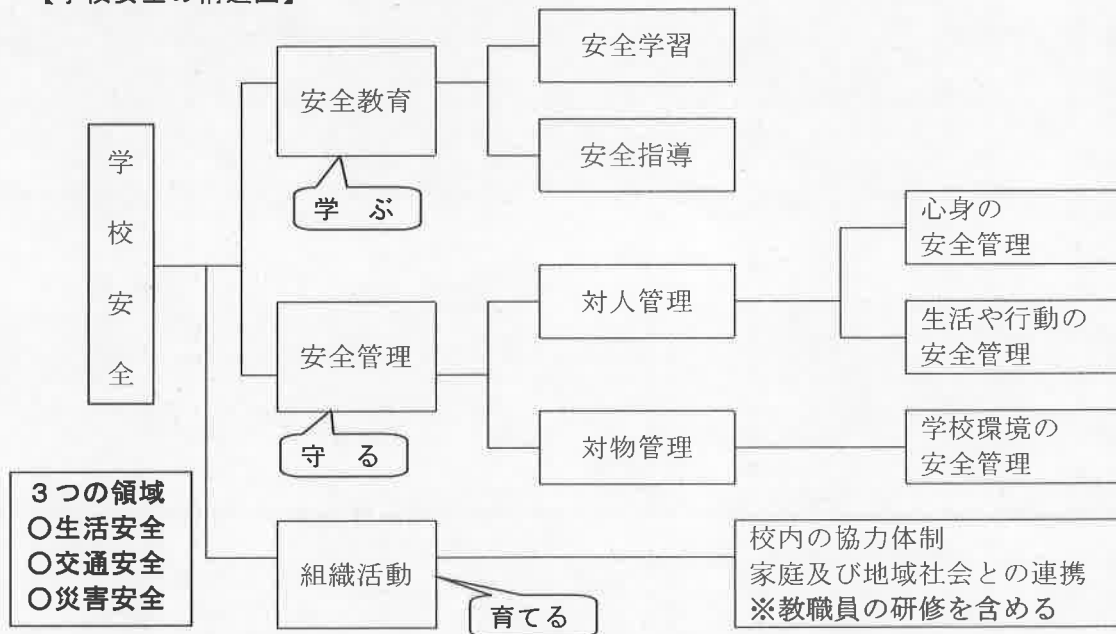 【学校安全の構造図】
学校安全
安全教育
学 ぶ
安全学習
安全指導
安全管理
守 る
対人管理
心身の
安全管理
生活や行動の
安全管理
対物管理
学校環境の
安全管理
組織活動
育てる
校内の協力体制
家庭及び地域社会との連携
※教職員の研修を含める
3つの領域
○生活安全
○交通安全
○災害安全